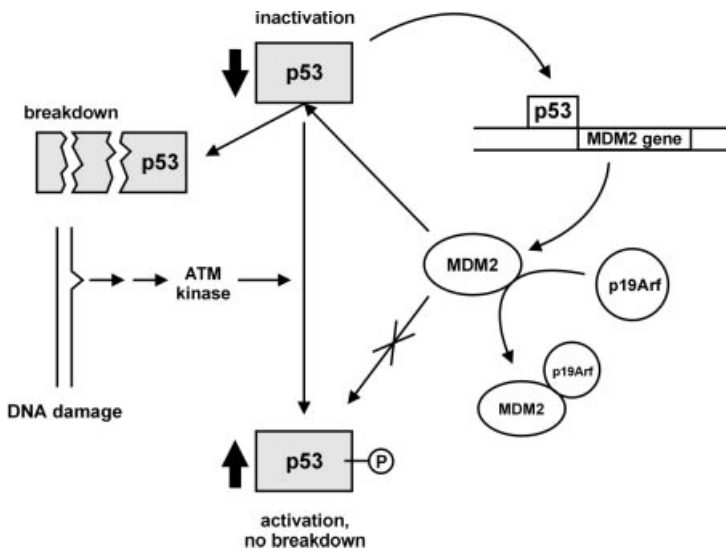 inactivation
p53
p53
MDM2 gene
breakdown
p53
MDM2
p19Arf
ATM
kinase
p19Arf
MDM2
DNA damage
p53
P
activation,
no breakdown